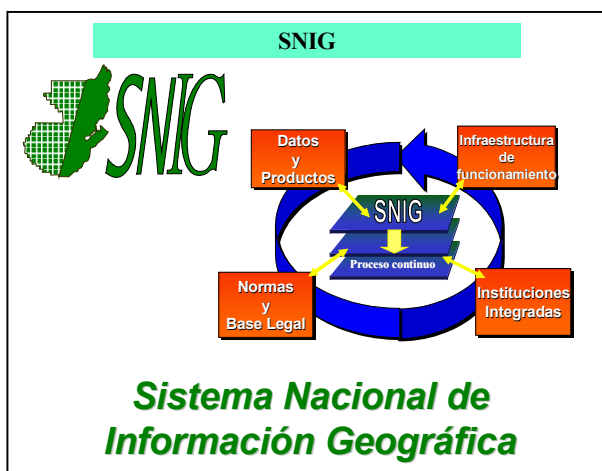 SNIG
SNIG
Datos
y
Productos
Infraestructura
de
funcionamiento
SNIG
Proceso continuo
Normas
y
Base Legal
Instituciones
Integradas
Sistema Nacional de
Información Geográfica